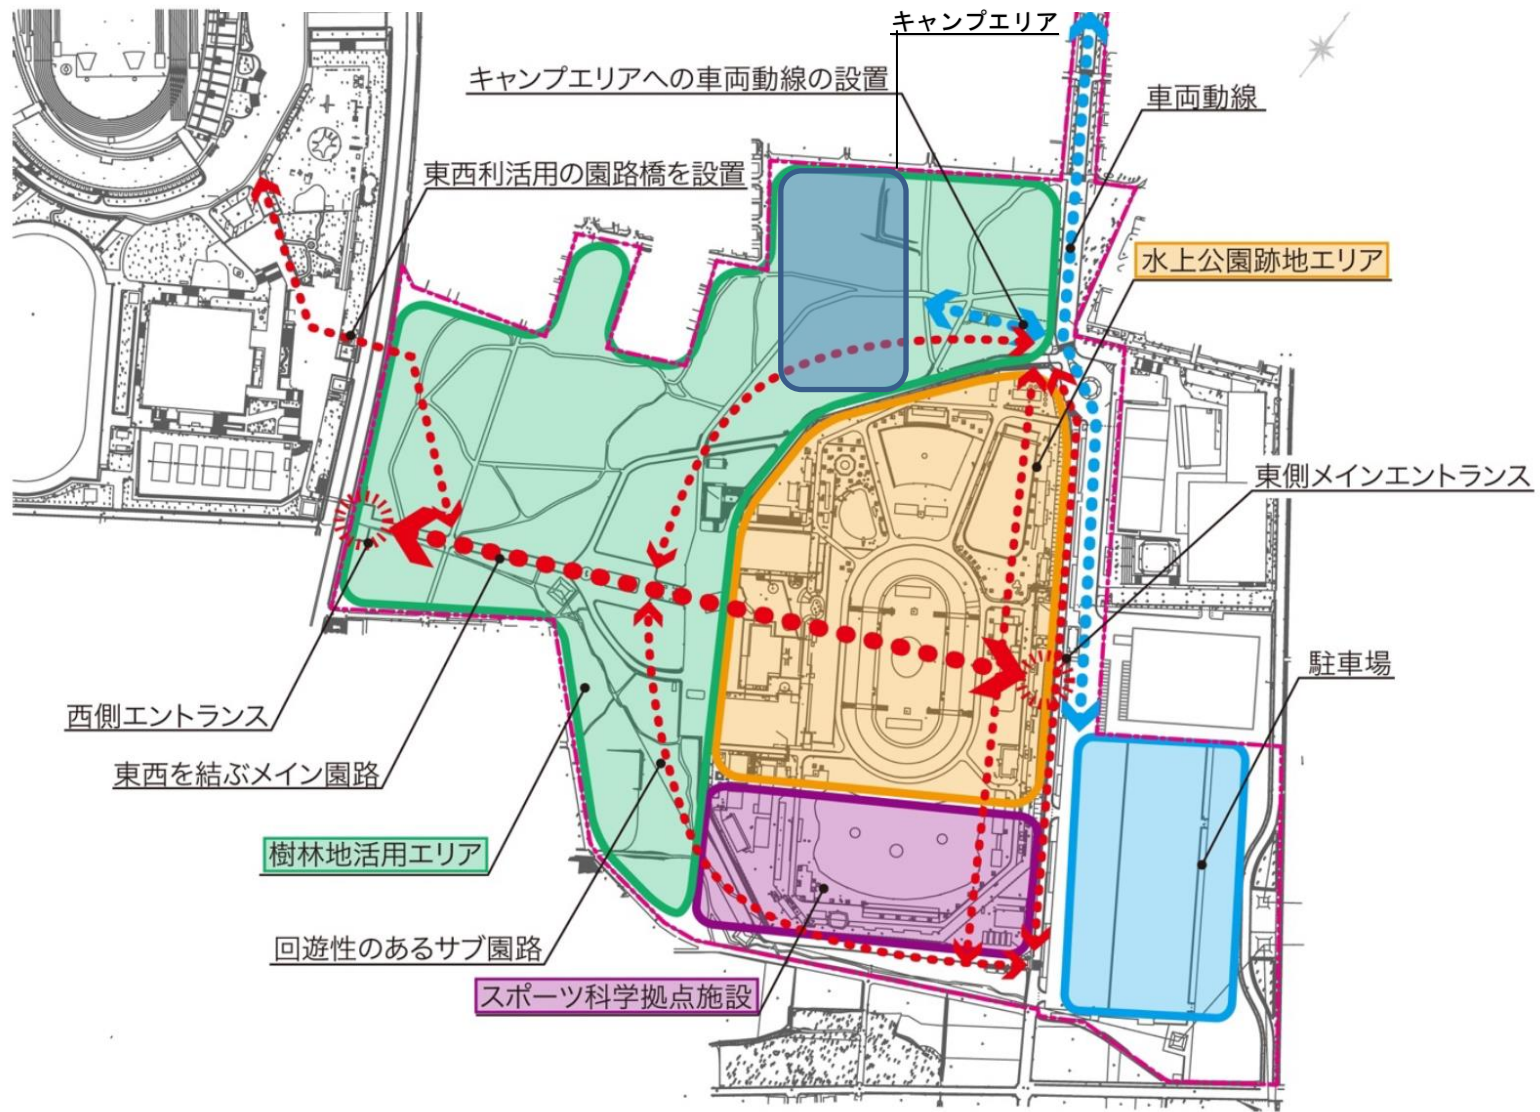 キャンプエリア
キャンプエリアへの車両動線の設置
車両動線
東西利活用の園路橋を設置
水上公園跡地エリア
東側メインエントランス
駐車場
西側エントランス
東西を結ぶメイン園路
樹林地活用エリア
回遊性のあるサブ園路
スポーツ科学拠点施設